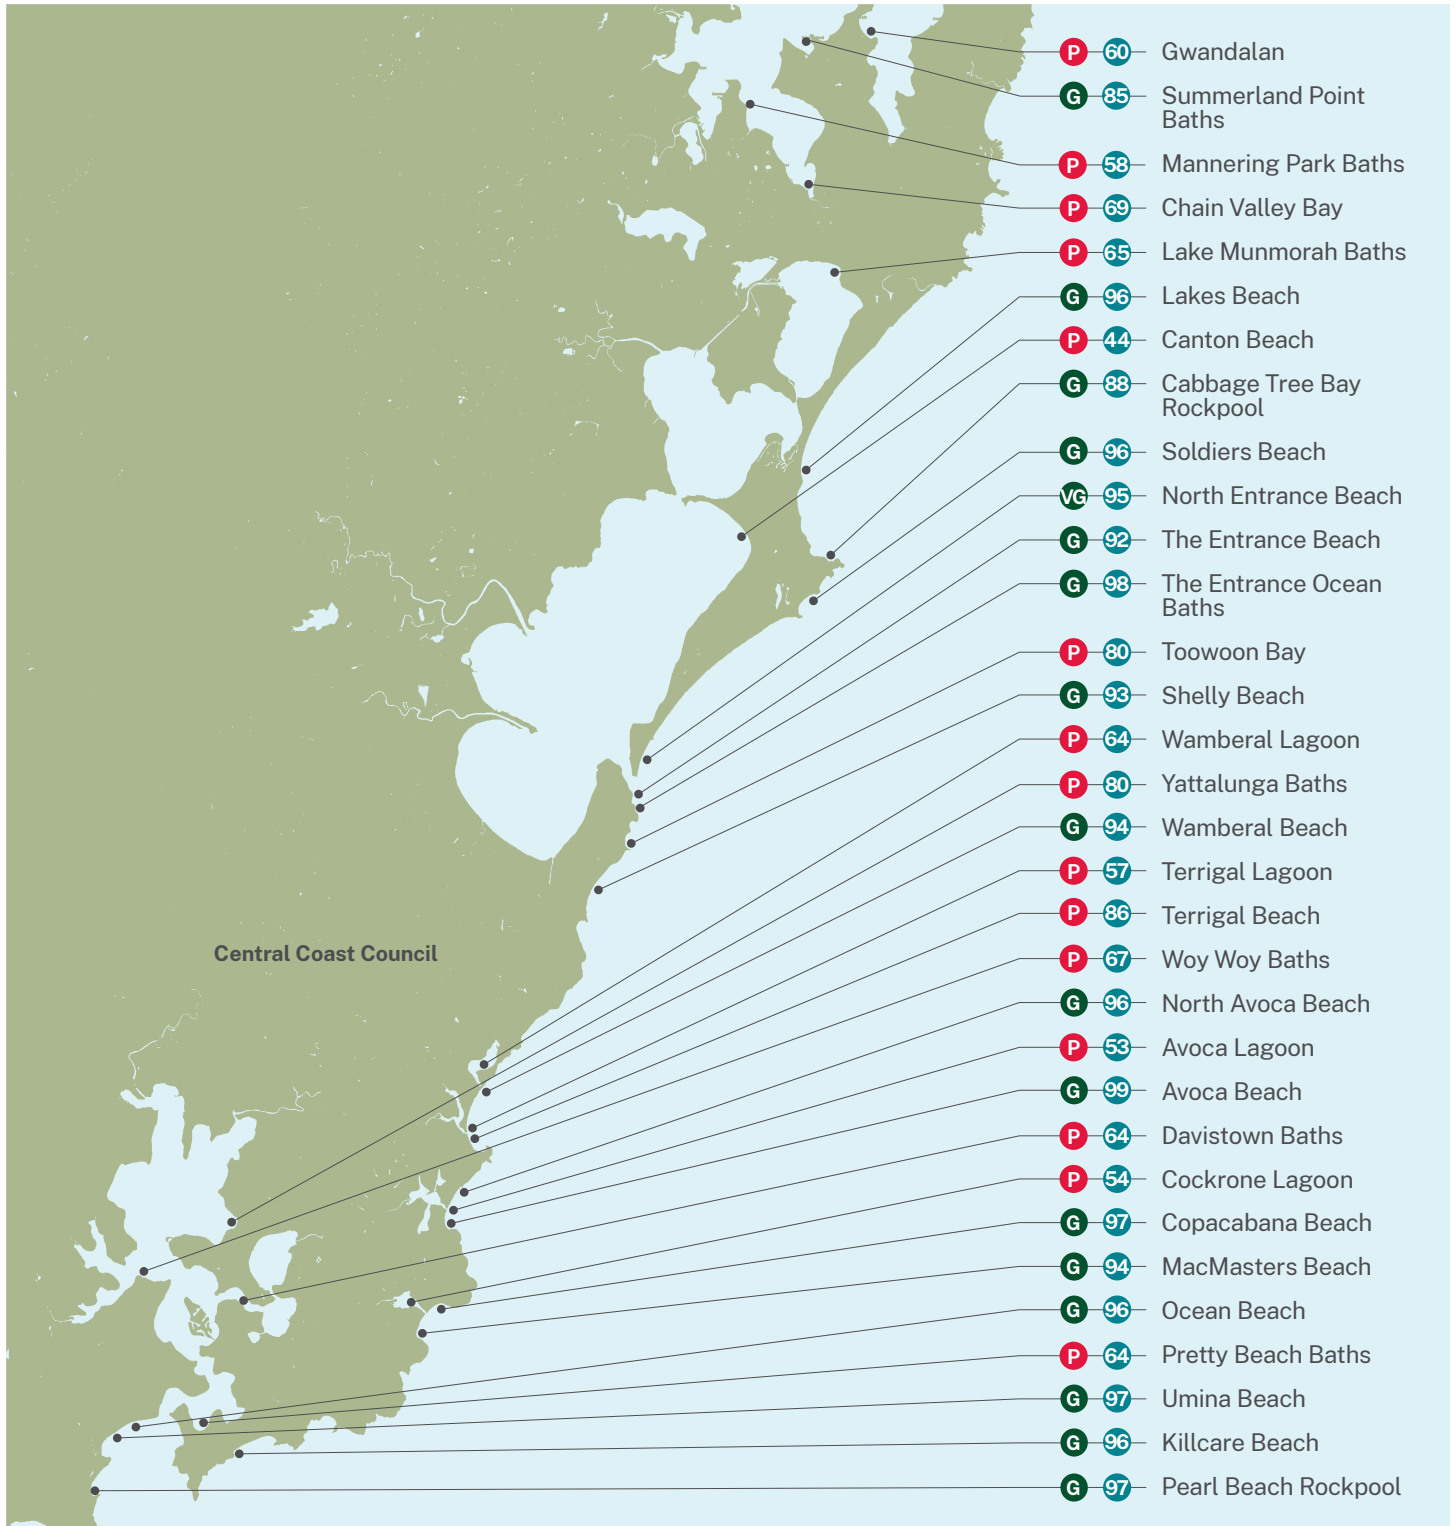 P 60 Gwandalan
G 85 Summerland Point
Baths
P 58 Mannering Park Baths
P 69 Chain Valley Bay
P 65 Lake Munmorah Baths
G 96 Lakes Beach
P 44 Canton Beach
G 88 Cabbage Tree Bay
Rockpool
G 96 Soldiers Beach
VG 95 North Entrance Beach
G 92 The Entrance Beach
G 98 The Entrance Ocean
Baths
P 80 Toowoon Bay
G 93 Shelly Beach
P 64 Wamberal Lagoon
P 80 Yattalunga Baths
G 94 Wamberal Beach
P 57 Terrigal Lagoon
P 86 Terrigal Beach
Central Coast Council
P 67 Woy Woy Baths
G 96 North Avoca Beach
P 53 Avoca Lagoon
G 99 Avoca Beach
P 64 Davistown Baths
P 54 Cockrone Lagoon
G 97 Copacabana Beach
G 94 MacMasters Beach
G 96 Ocean Beach
P 64 Pretty Beach Baths
G 97 Umina Beach
G 96 Killcare Beach
G 97 Pearl Beach Rockpool